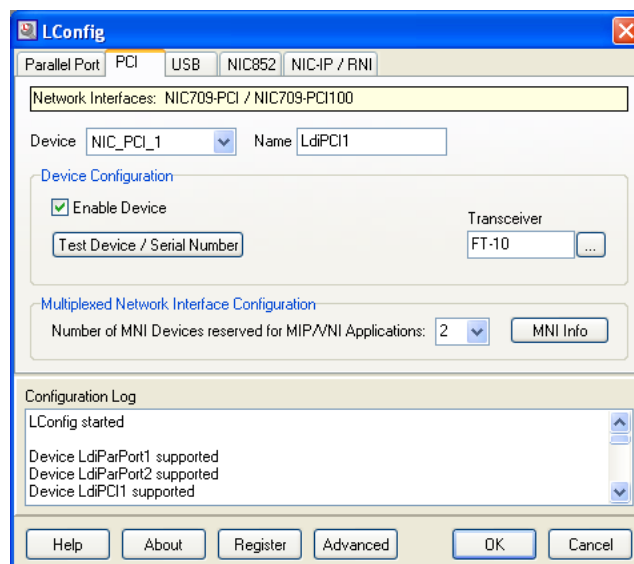 LConfig
Parallel Port PCI USB NIC852 NIC-IP / RNI
Network Interfaces: NIC709-PCI / NIC709-PCI100
Device NIC_PCI_1 Name LdiPCI1
Device Configuration
Enable Device
Transceiver
Test Device / Serial Number FT-10 ...
Multiplexed Network Interface Configuration
Number of MNI Devices reserved for MIP/VNI Applications: 2 MNI Info
Configuration Log
LConfig started
Device LdiParPort1 supported
Device LdiParPort2 supported
Device LdiPCI1 supported
Help About Register Advanced OK Cancel